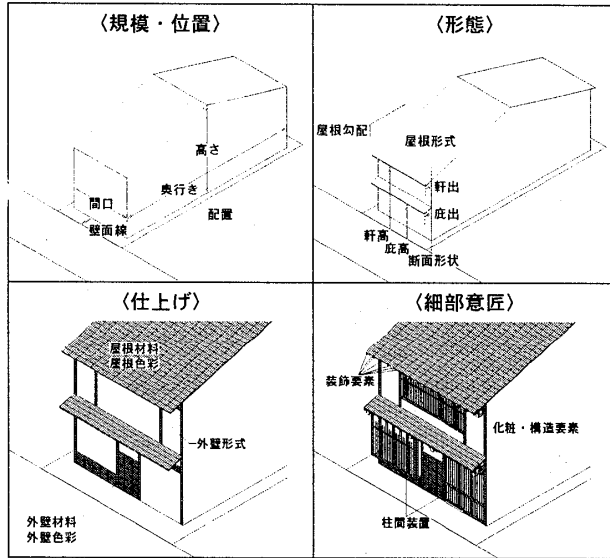 〈規模・位置〉
高さ
奥行き
間口
配置
壁面線
〈形態〉
屋根勾配
屋根形式
軒出
庇出
軒高
庇高
断面形状
〈仕上げ〉
屋根材料
屋根色彩
外壁形式
外壁材料
外壁色彩
〈細部意匠〉
装飾要素
化粧・構造要素
柱間装置